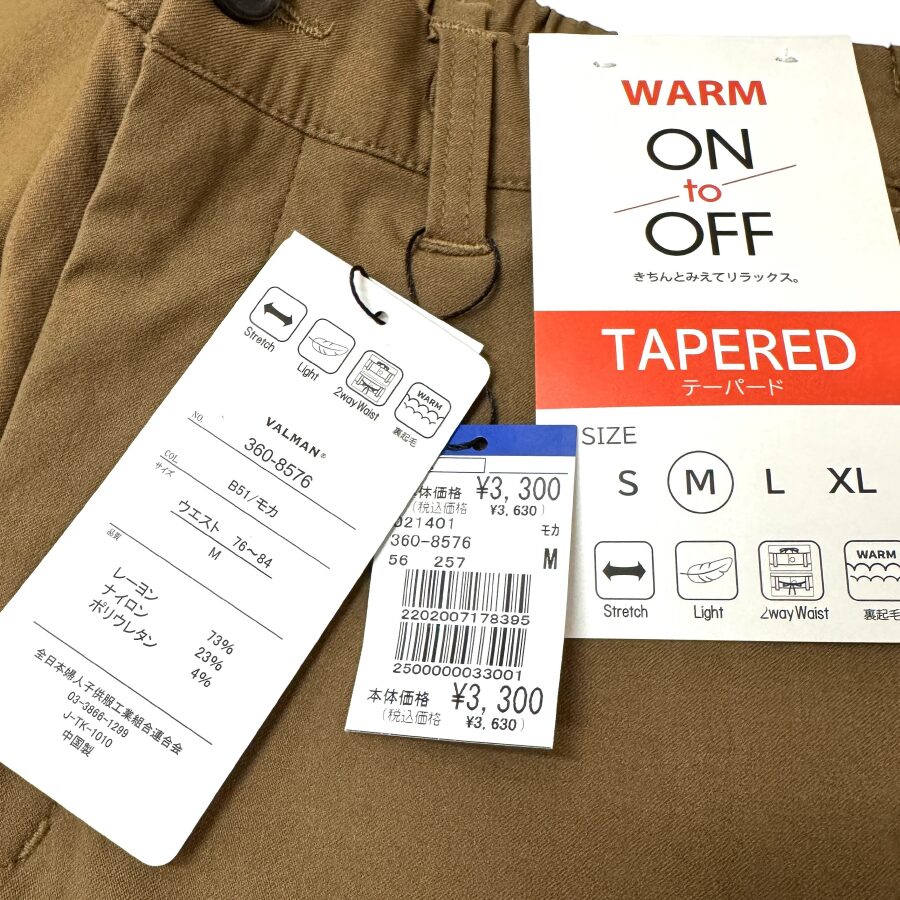 WARM
ON
to
OFF
きちんとみえてリラックス。
TAPERED
テーパード
SIZE
S M L XL
Stretch
Light
2way Waist
WARM
裏起毛
Stretch
Light
2way Waist
WARM
裏起毛
VALMAN®
NO. 360-8576
COL. B51/モカ
サイズ ウエスト 76〜84
M
品質
レーヨン 73%
ナイロン 23%
ポリウレタン 4%
全日本婦人子供服工業組合連合会
03-3866-1299
J-TK-1010
中国製
本体価格 ¥3,300
(税込価格 ¥3,630)
021401 モカ
360-8576
56 257 M
2202007178395
2500000033001
本体価格 ¥3,300
(税込価格 ¥3,630)